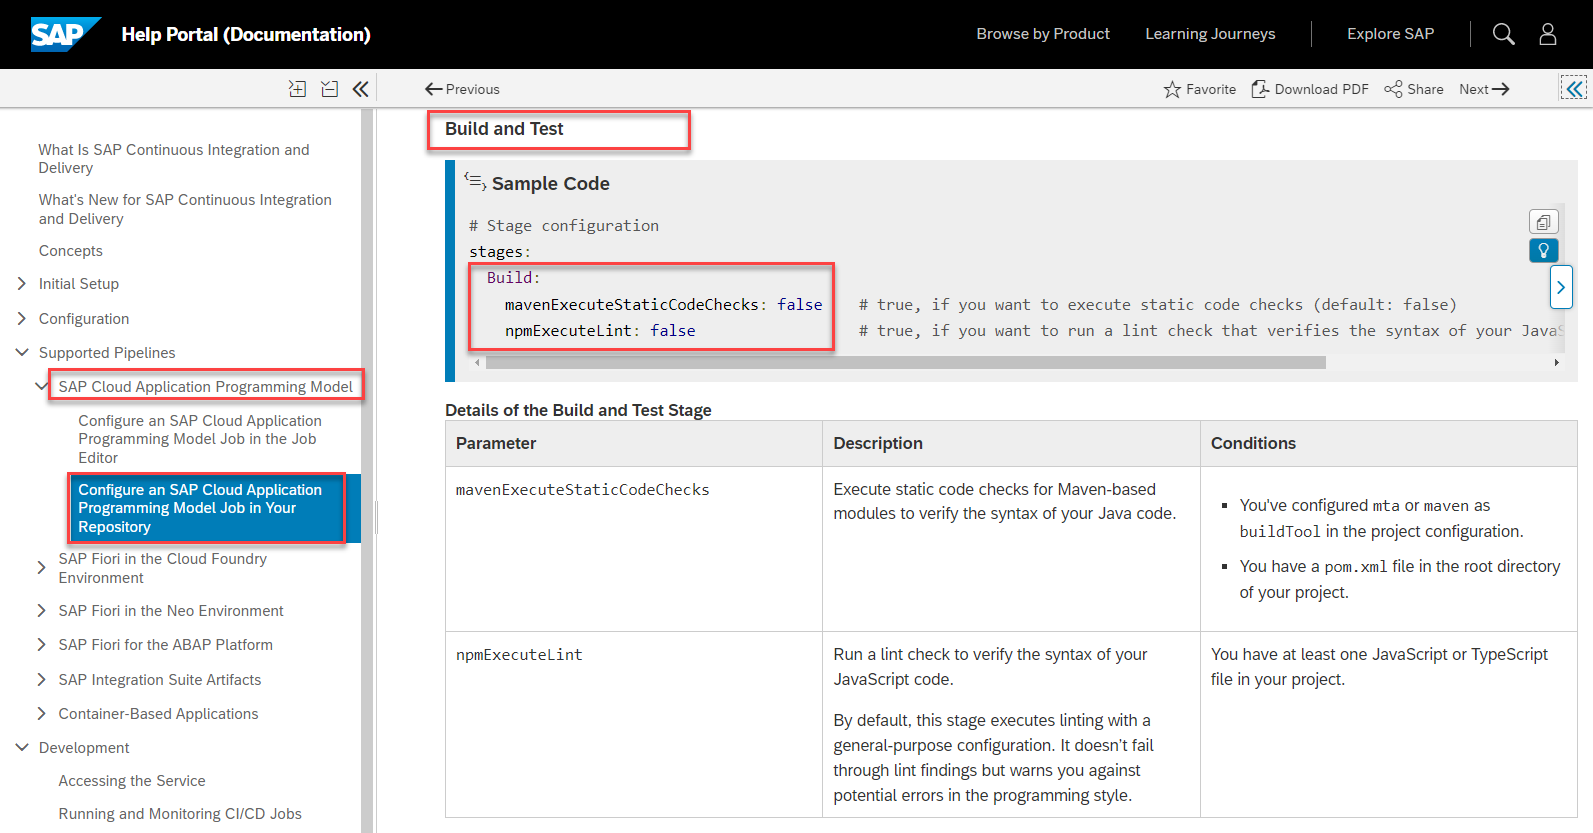 SAP Help Portal (Documentation)
Browse by Product
Learning Journeys
Explore SAP
Previous
Favorite
Download PDF
Share
Next
What Is SAP Continuous Integration and
Delivery
What's New for SAP Continuous Integration
and Delivery
Concepts
Initial Setup
Configuration
Supported Pipelines
SAP Cloud Application Programming Model
Configure an SAP Cloud Application
Programming Model Job in the Job
Editor
Configure an SAP Cloud Application
Programming Model Job in Your
Repository
SAP Fiori in the Cloud Foundry
Environment
SAP Fiori in the Neo Environment
SAP Fiori for the ABAP Platform
SAP Integration Suite Artifacts
Container-Based Applications
Development
Accessing the Service
Running and Monitoring CI/CD Jobs
Build and Test
Sample Code
# Stage configuration
stages:
Build:
mavenExecuteStaticCodeChecks: false # true, if you want to execute static code checks (default: false)
npmExecuteLint: false # true, if you want to run a lint check that verifies the syntax of your JavaS
Details of the Build and Test Stage
Parameter
Description
Conditions
mavenExecuteStaticCodeChecks
Execute static code checks for Maven-based
modules to verify the syntax of your Java code.
▪ You've configured mta or maven as
buildTool in the project configuration.
▪ You have a pom.xml file in the root directory
of your project.
npmExecuteLint
Run a lint check to verify the syntax of your
JavaScript code.
By default, this stage executes linting with a
general-purpose configuration. It doesn't fail
through lint findings but warns you against
potential errors in the programming style.
You have at least one JavaScript or TypeScript
file in your project.